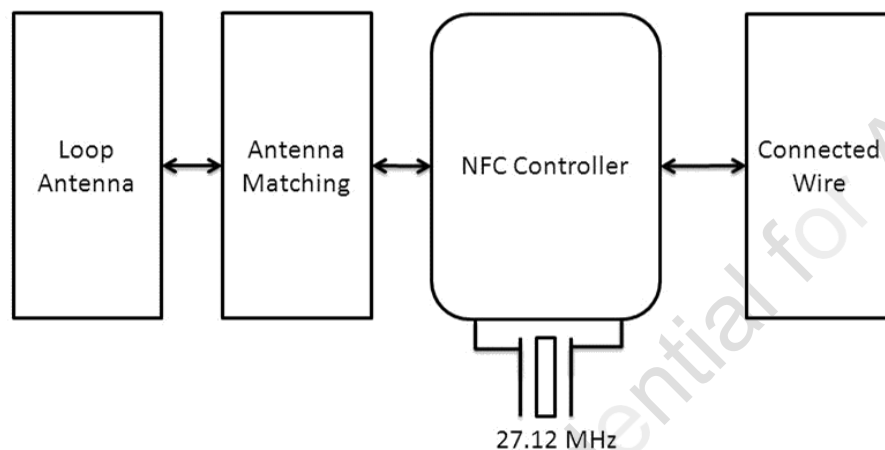 Loop
Antenna
Antenna
Matching
NFC Controller
Connected
Wire
27.12 MHz